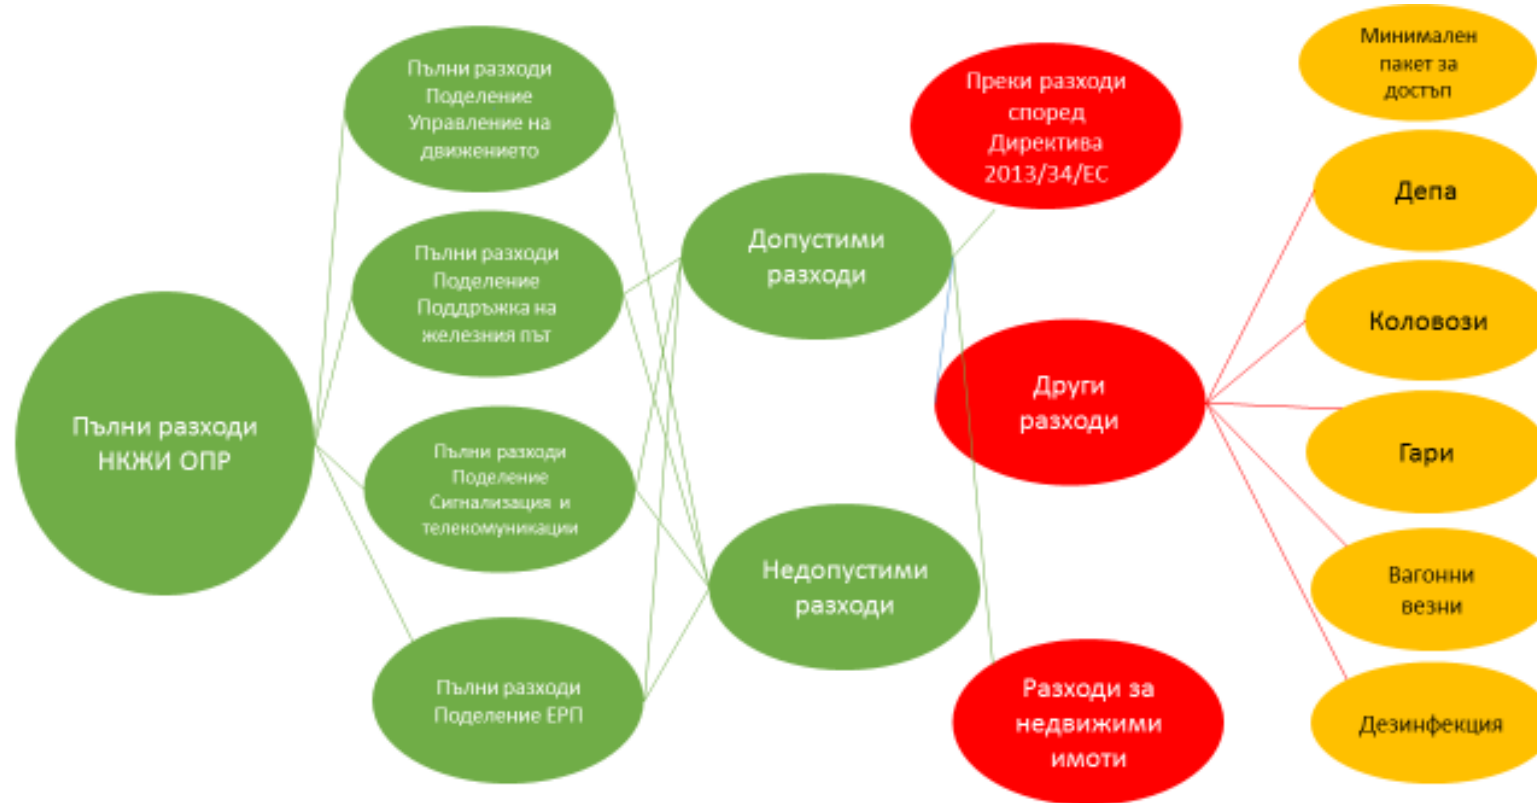 Пълни разходи
НКЖИ ОПР
Пълни разходи
Поделение
Управление на
движението
Пълни разходи
Поделение
Поддръжка на
железния път
Пълни разходи
Поделение
Сигнализация и
телекомуникации
Пълни разходи
Поделение ЕРП
Допустими
разходи
Недопустими
разходи
Преки разходи
според
Директива
2013/34/ЕС
Други
разходи
Разходи за
недвижими
имоти
Минимален
пакет за
достъп
Депа
Коловози
Гари
Вагонни
везни
Дезинфекция